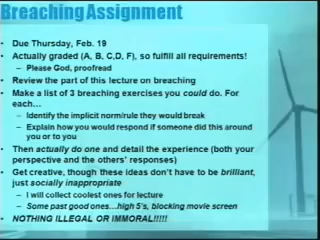 Breaching Assignment
• Due Thursday, Feb. 19
• Actually graded (A, B, C,D, F), so fulfill all requirements!
– Please God, proofread
• Review the part of this lecture on breaching
• Make a list of 3 breaching exercises you could do. For
each…
– Identify the implicit norm/rule they would break
– Explain how you would respond if someone did this around
you or to you
• Then actually do one and detail the experience (both your
perspective and the others' responses)
• Get creative, though these ideas don't have to be brilliant,
just socially inappropriate
– I will collect coolest ones for lecture
– Some past good ones…high 5's, blocking movie screen
• NOTHING ILLEGAL OR IMMORAL!!!!!